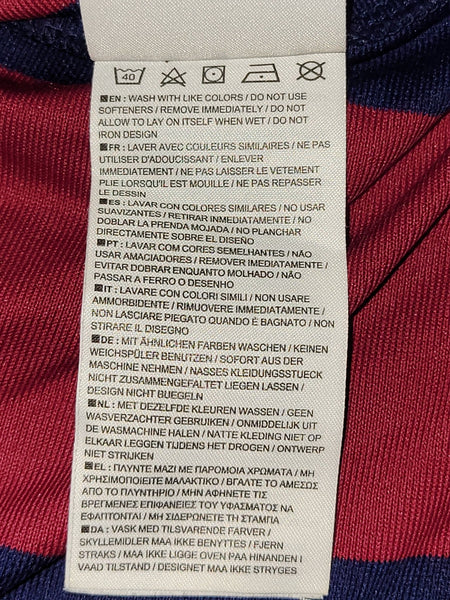 40
EN : WASH WITH LIKE COLORS / DO NOT USE
SOFTENERS / REMOVE IMMEDIATELY / DO NOT
ALLOW TO LAY ON ITSELF WHEN WET / DO NOT
IRON DESIGN
FR : LAVER AVEC COULEURS SIMILAIRES / NE PAS
UTILISER D'ADOUCISSANT / ENLEVER
IMMEDIATEMENT / NE PAS LAISSER LE VETEMENT
PLIE LORSQU'IL EST MOUILLE / NE PAS REPASSER
LE DESSIN
ES : LAVAR CON COLORES SIMILARES / NO USAR
SUAVIZANTES / RETIRAR INMEDIATAMENTE / NO
DOBLAR LA PRENDA MOJADA / NO PLANCHAR
DIRECTAMENTE SOBRE EL DISEÑO
PT : LAVAR COM CORES SEMELHANTES / NÃO
USAR AMACIADORES / REMOVER IMEDIATAMENTE /
EVITAR DOBRAR ENQUANTO MOLHADO / NÃO
PASSAR A FERRO O DESENHO
IT : LAVARE CON COLORI SIMILI / NON USARE
AMMORBIDENTE / RIMUOVERE IMMEDIATAMENTE /
NON LASCIARE PIEGATO QUANDO É BAGNATO / NON
STIRARE IL DISEGNO
DE : MIT ÄHNLICHEN FARBEN WASCHEN / KEINEN
WEICHSPÜLER BENUTZEN / SOFORT AUS DER
MASCHINE NEHMEN / NASSES KLEIDUNGSSTUECK
NICHT ZUSAMMENGEFALTET LIEGEN LASSEN /
DESIGN NICHT BUEGELN
NL : MET DEZELFDE KLEUREN WASSEN / GEEN
WASVERZACHTER GEBRUIKEN / ONMIDDELIJK UIT
DE WASMACHINE HALEN / NATTE KLEDING NIET OP
ELKAAR LEGGEN TIJDENS HET DROGEN / ONTWERP
NIET STRIJKEN
EL : ΠΛΥΝΤΕ ΜΑΖΙ ΜΕ ΠΑΡΟΜΟΙΑ ΧΡΩΜΑΤΑ / ΜΗ
ΧΡΗΣΙΜΟΠΟΙΕΙΤΕ ΜΑΛΑΚΤΙΚΟ / ΒΓΑΛΤΕ ΤΟ ΑΜΕΣΩΣ
ΑΠΟ ΤΟ ΠΛΥΝΤΗΡΙΟ / ΜΗΝ ΑΦΗΝΕΤΕ ΤΙΣ
ΒΡΕΓΜΕΝΕΣ ΕΠΙΦΑΝΕΙΕΣ ΤΟΥ ΥΦΑΣΜΑΤΟΣ ΝΑ
ΕΦΑΠΤΟΝΤΑΙ / ΜΗ ΣΙΔΕΡΩΝΕΤΕ ΤΗ ΣΤΑΜΠΑ
DA : VASK MED TILSVARENDE FARVER /
SKYLLEMIDLER MAA IKKE BENYTTES / FJERN
STRAKS / MAA IKKE LIGGE OVEN PAA HINANDEN I
VAAD TILSTAND / DESIGNET MAA IKKE STRYGES